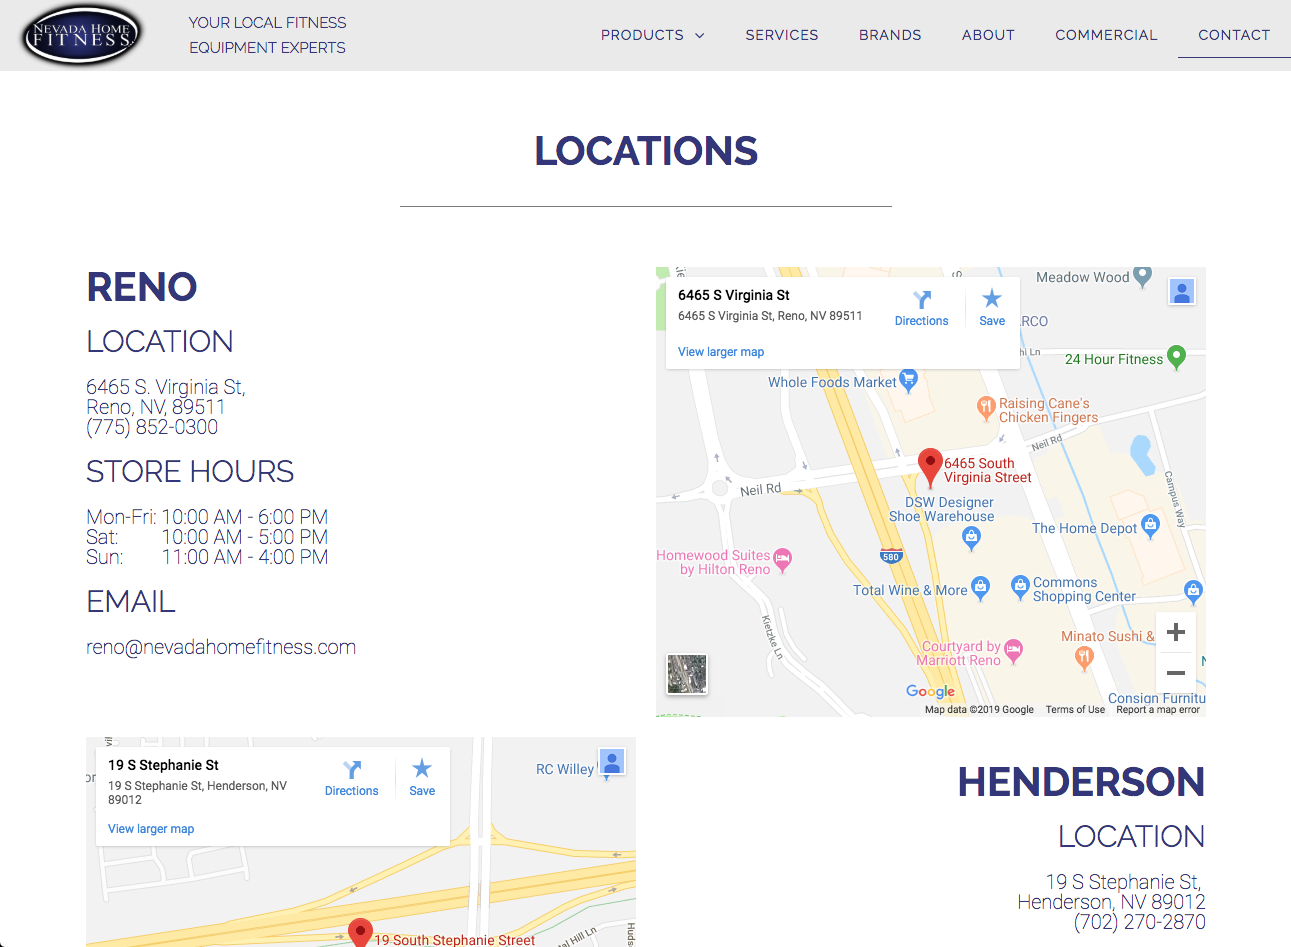 NEVADA HOME
FITNESS
YOUR LOCAL FITNESS
EQUIPMENT EXPERTS
PRODUCTS
SERVICES
BRANDS
ABOUT
COMMERCIAL
CONTACT
LOCATIONS
RENO
LOCATION
6465 S. Virginia St,
Reno, NV, 89511
(775) 852-0300
STORE HOURS
Mon-Fri: 10:00 AM - 6:00 PM
Sat: 10:00 AM - 5:00 PM
Sun: 11:00 AM - 4:00 PM
EMAIL
reno@nevadahomefitness.com
6465 S Virginia St
6465 S Virginia St, Reno, NV 89511
Directions
Save
View larger map
Meadow Wood
24 Hour Fitness
Whole Foods Market
Raising Cane's
Chicken Fingers
Neil Rd
6465 South
Virginia Street
Neil Rd
DSW Designer
Shoe Warehouse
Campus Way
The Home Depot
Homewood Suites
by Hilton Reno
580
Total Wine & More
Commons
Shopping Center
Kietzke Ln
Minato Sushi &
Courtyard by
Marriott Reno
Google
Consign Furnitu
Map data ©2019 Google
Terms of Use
Report a map error
19 S Stephanie St
19 S Stephanie St, Henderson, NV
89012
Directions
Save
View larger map
RC Willey
19 South Stephanie Street
HENDERSON
LOCATION
19 S Stephanie St,
Henderson, NV 89012
(702) 270-2870